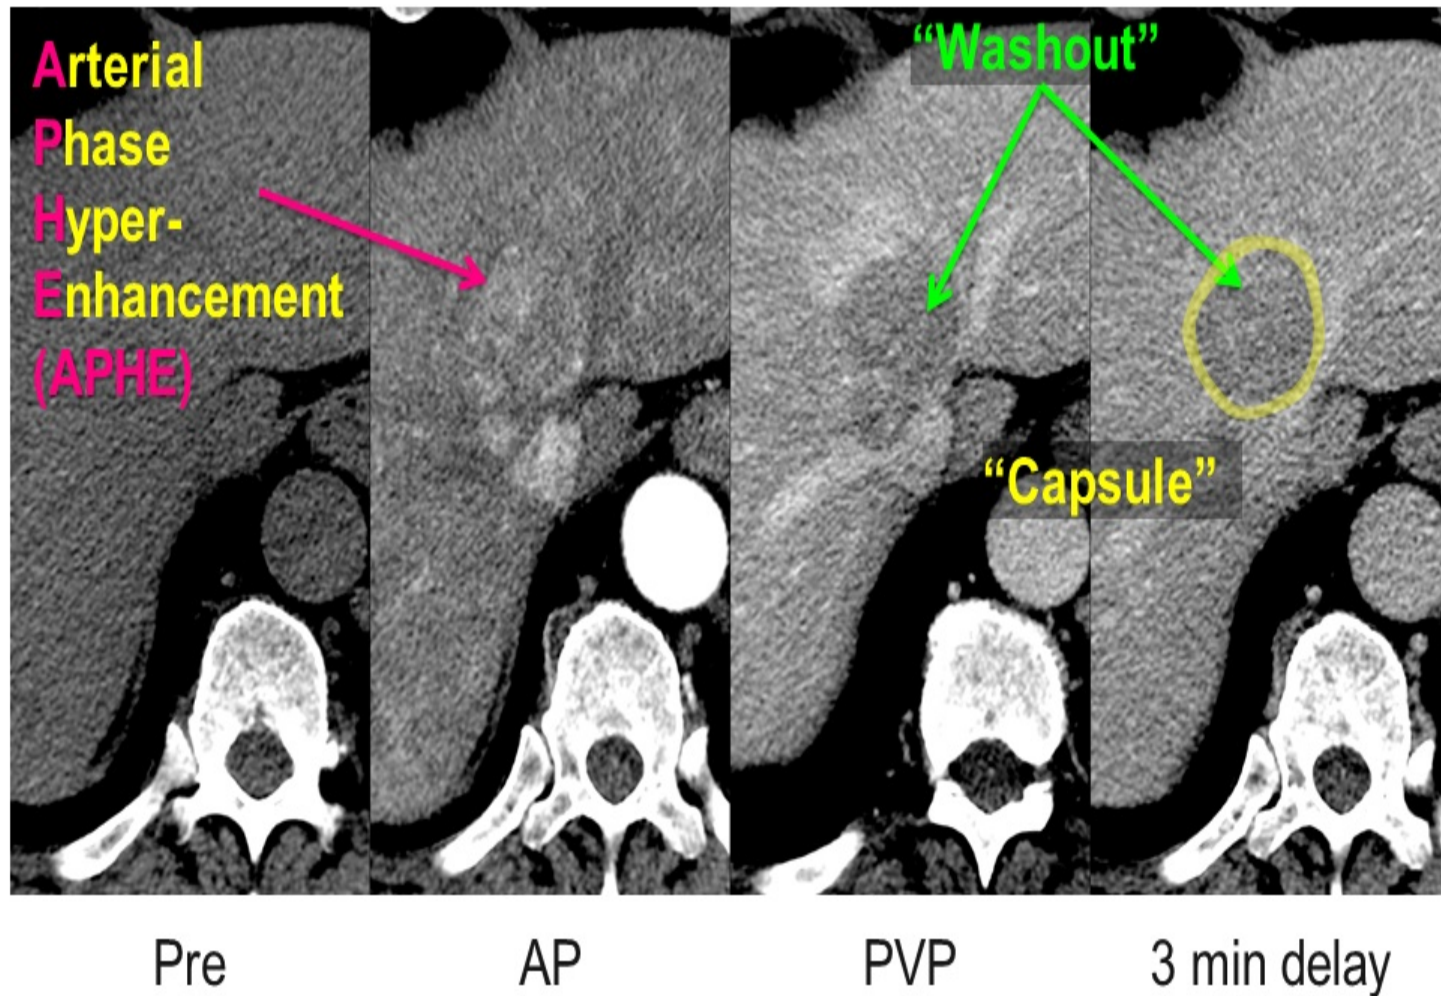 Arterial
Phase
Hyper-
Enhancement
(APHE)
“Washout”
“Capsule”
Pre
AP
PVP
3 min delay